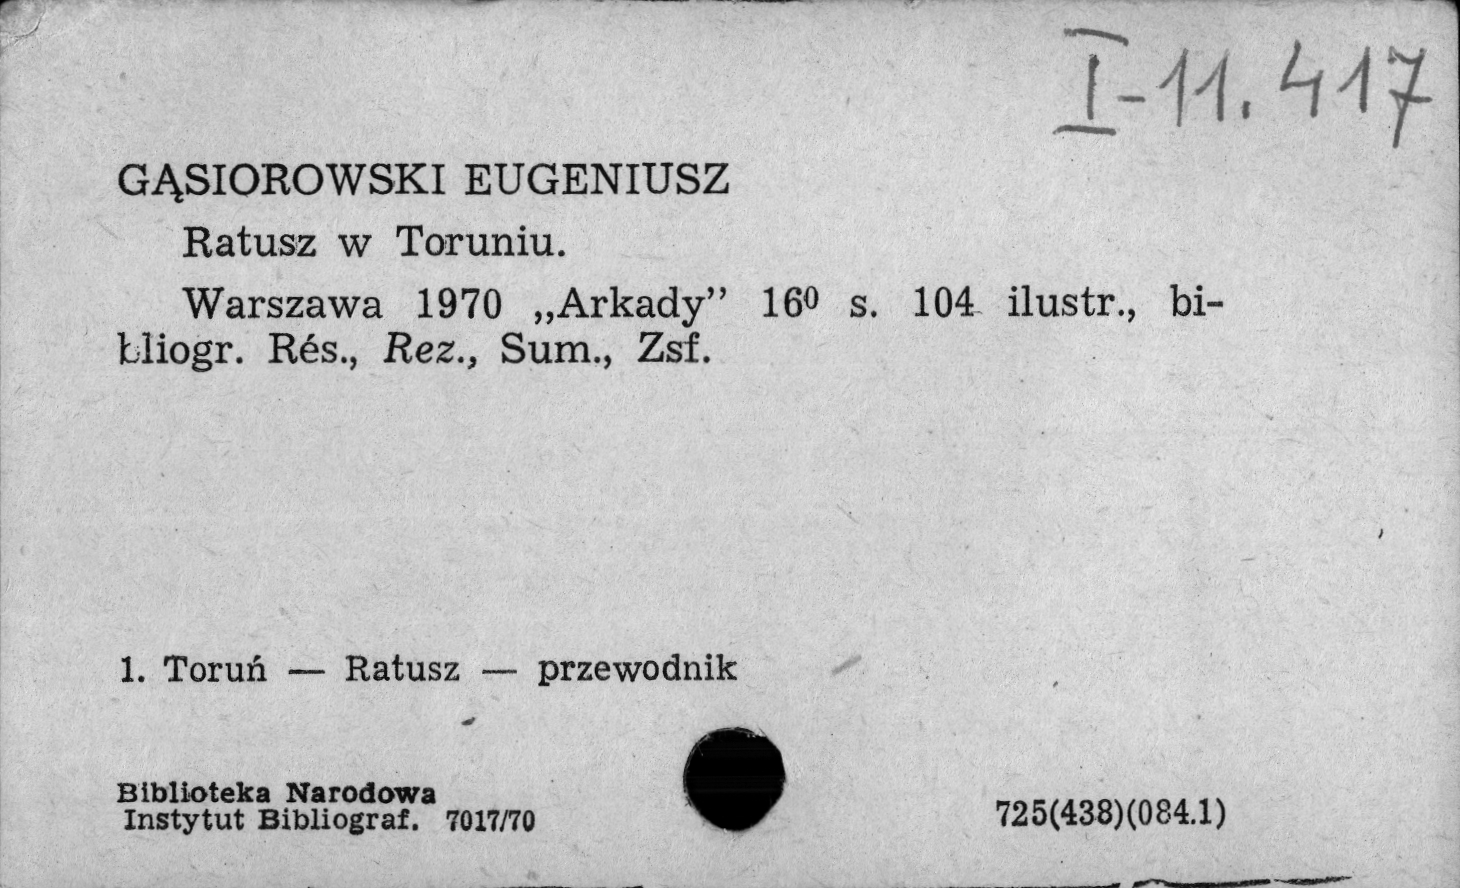 I-11.417
GĄSIOROWSKI EUGENIUSZ
Ratusz w Toruniu.
Warszawa 1970 „Arkady” 16⁰ s. 104 ilustr., bi-
bliogr. Rés., Rez., Sum., Zsf.
1. Toruń — Ratusz — przewodnik
Biblioteka Narodowa
Instytut Bibliograf. 7017/70
725(438)(084.1)